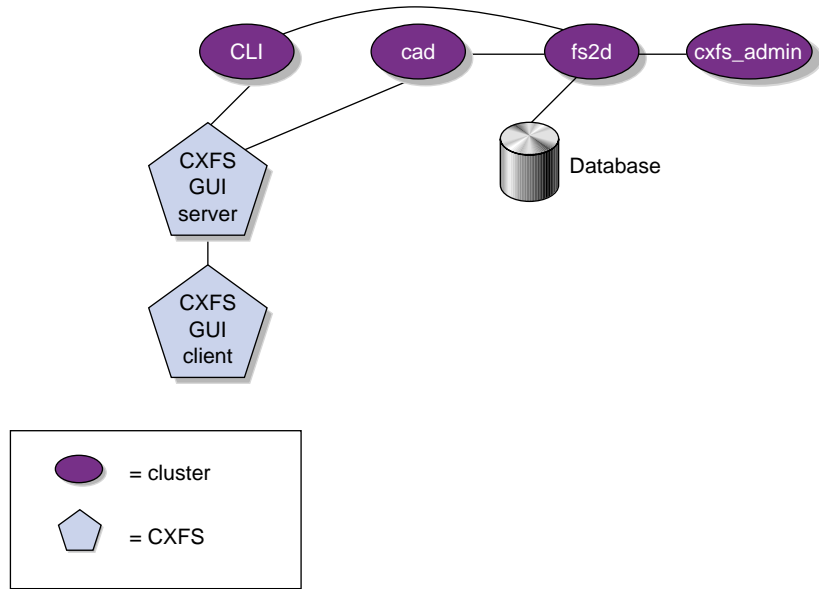 CLI
cad
fs2d
cxfs_admin
CXFS
GUI
server
Database
CXFS
GUI
client
= cluster
= CXFS